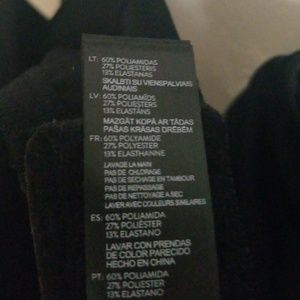 LT: 60% POLIAMIDAS
27% POLIESTERIS
13% ELASTANAS
SKALBTI SU VIENSPALVIAIS
AUDINIAIS
LV: 60% POLIAMĪDS
27% POLIESTERS
13% ELASTĀNS
MAZGĀT KOPĀ AR TĀDAS
PAŠAS KRĀSAS DRĒBĒM
FR: 60% POLYAMIDE
27% POLYESTER
13% ELASTHANNE
LAVAGE LA MAIN
PAS DE CHLORAGE
PAS DE SECHAGE EN TAMBOUR
PAS DE REPASSAGE
PAS DE NETTOYAGE A SEC
LAVER AVEC COULEURS SIMILAIRES
ES: 60% POLIAMIDA
27% POLIÉSTER
13% ELASTANO
LAVAR CON PRENDAS
DE COLOR PARECIDO
HECHO EN CHINA
PT: 60% POLIAMIDA
27% POLIÉSTER
13% ELASTANO